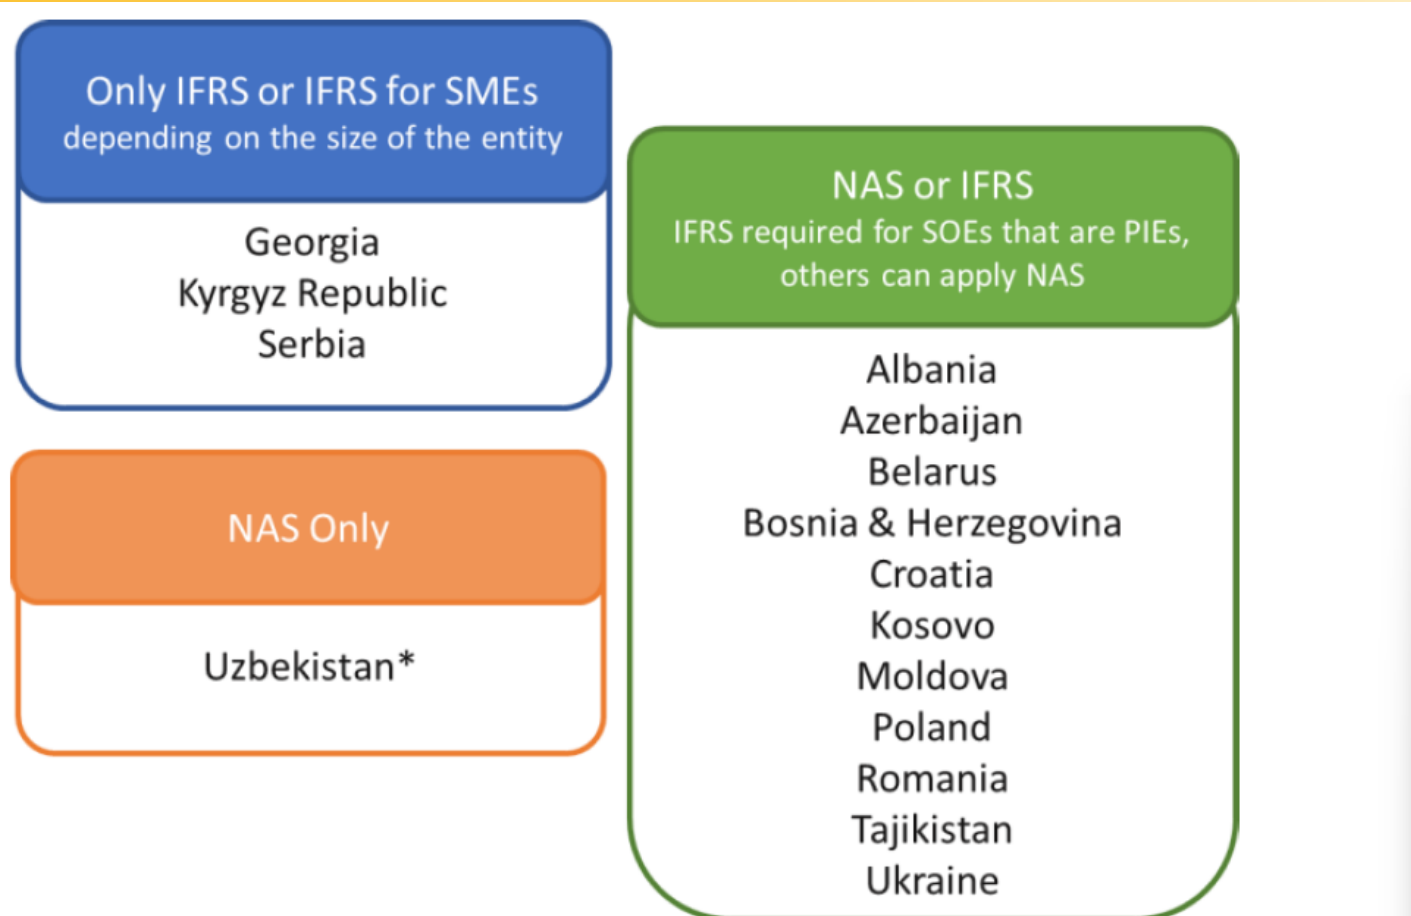 Only IFRS or IFRS for SMEs
depending on the size of the entity
Georgia
Kyrgyz Republic
Serbia
NAS Only
Uzbekistan*
NAS or IFRS
IFRS required for SOEs that are PIEs,
others can apply NAS
Albania
Azerbaijan
Belarus
Bosnia & Herzegovina
Croatia
Kosovo
Moldova
Poland
Romania
Tajikistan
Ukraine